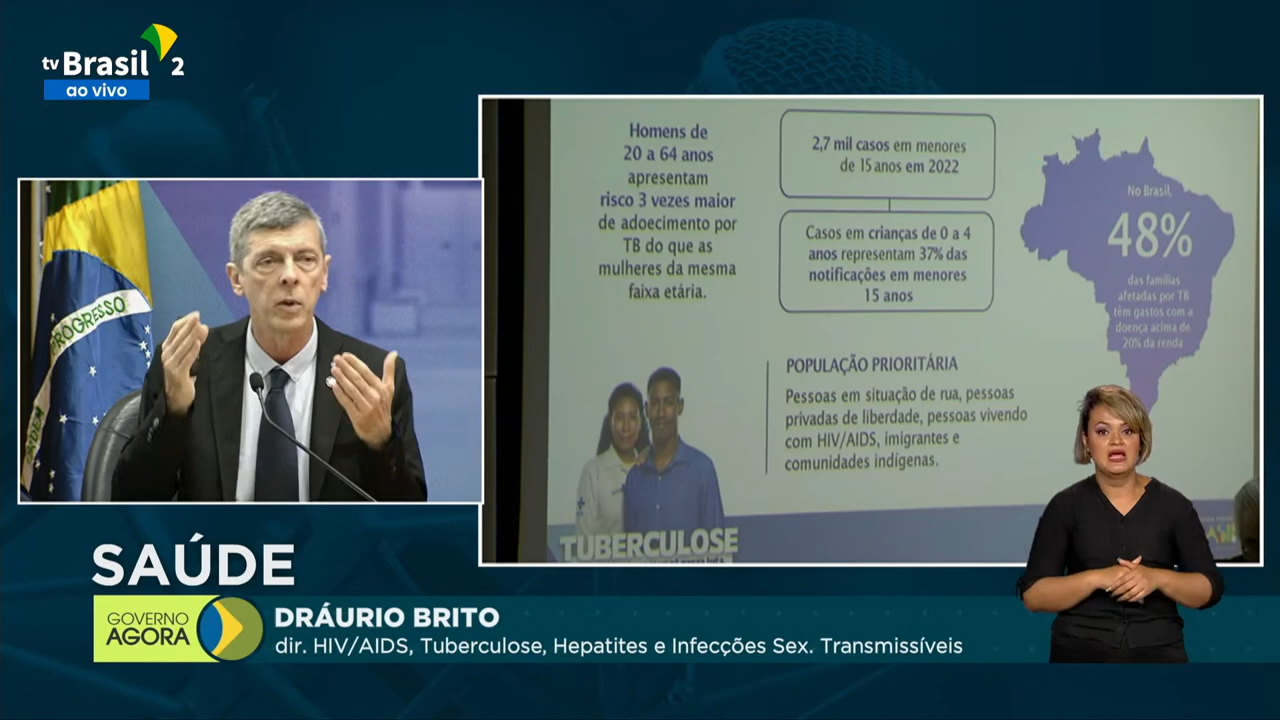 tv Brasil 2
ao vivo
Homens de
20 a 64 anos
apresentam
risco 3 vezes maior
de adoecimento por
TB do que as
mulheres da mesma
faixa etária.
2,7 mil casos em menores
de 15 anos em 2022
Casos em crianças de 0 a 4
anos representam 37% das
notificações em menores
15 anos
No Brasil,
48%
das famílias
afetadas por TB
têm gastos com a
doença acima de
20% da renda
POPULAÇÃO PRIORITÁRIA
Pessoas em situação de rua, pessoas
privadas de liberdade, pessoas vivendo
com HIV/AIDS, imigrantes e
comunidades indígenas.
TUBERCULOSE
ORDEM
PROGRESSO
SAÚDE
GOVERNO
AGORA
DRÁURIO BRITO
dir. HIV/AIDS, Tuberculose, Hepatites e Infecções Sex. Transmissíveis